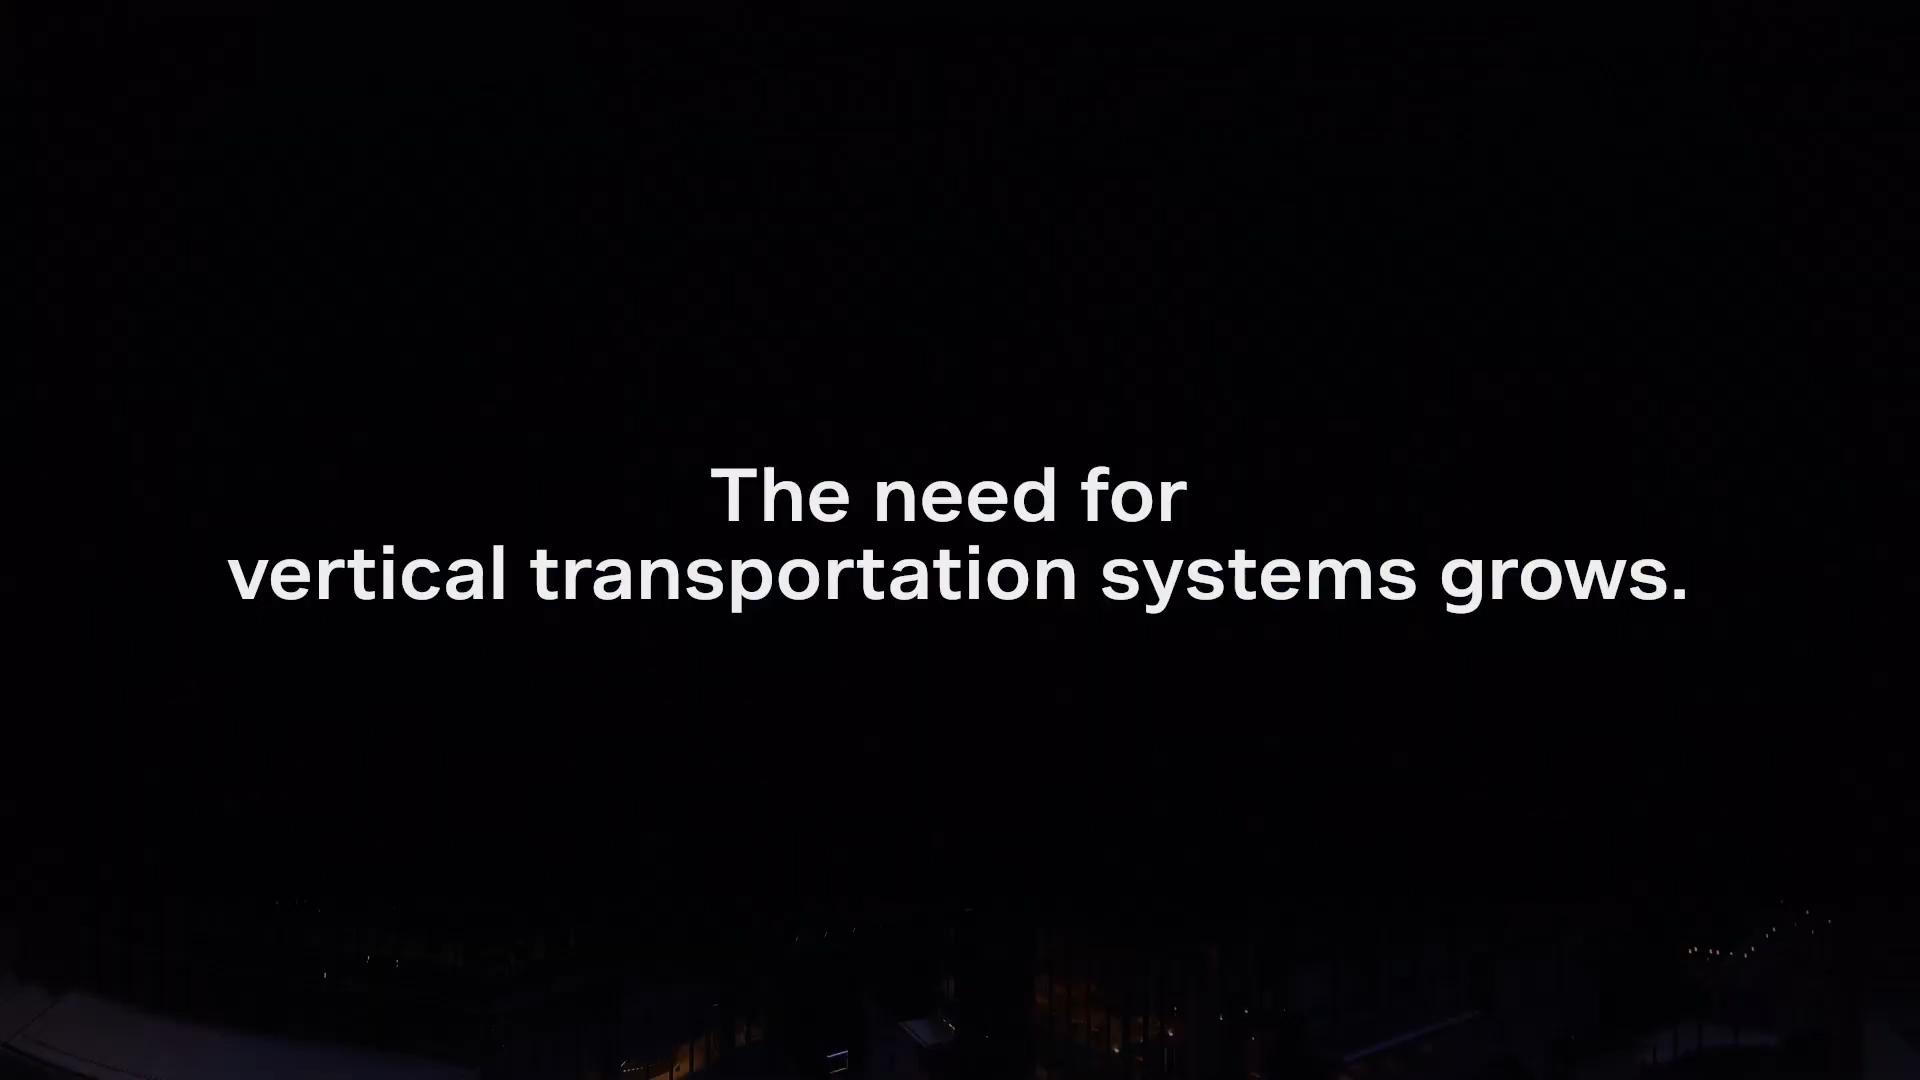 The need for
vertical transportation systems grows.